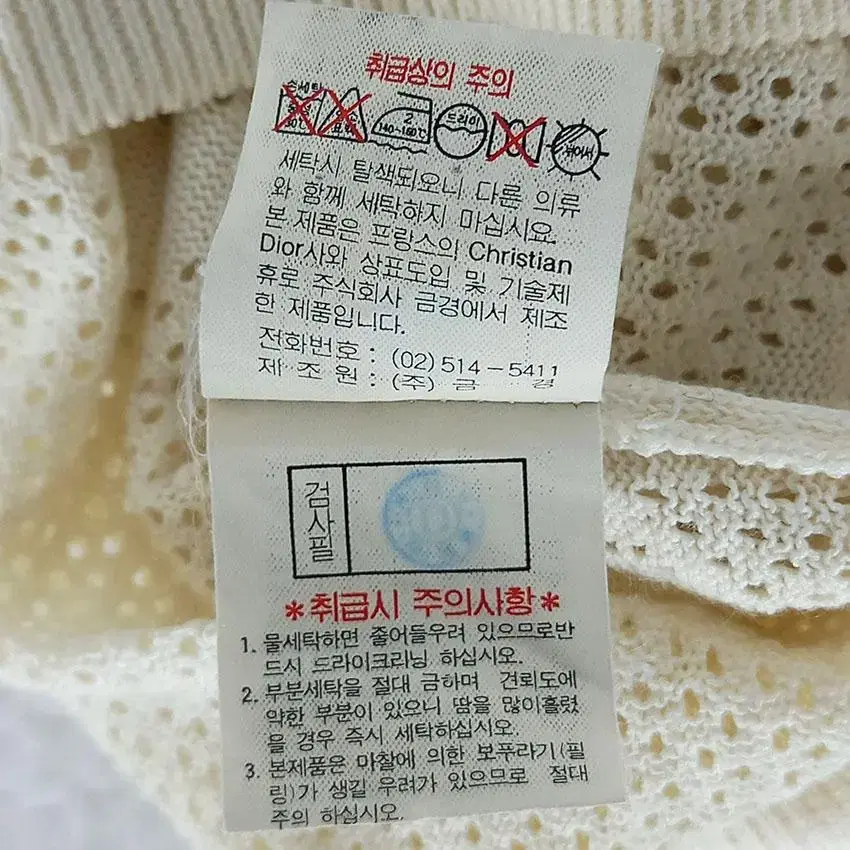 취급상의 주의
손세탁
중성
30℃
2
140~160℃
드라이
뉘어서
세탁시 탈색되오니 다른 의류
와 함께 세탁하지 마십시요.
본 제품은 프랑스의 Christian
Dior사와 상표도입 및 기술제
휴로 주식회사 금경에서 제조
한 제품입니다.
전화번호 : (02) 514-5411
제 조 원 : (주) 금 경
검사필
*취급시 주의사항*
1. 물세탁하면 줄어들우려 있으므로반
드시 드라이크리닝 하십시오.
2. 부분세탁을 절대 금하며 견뢰도에
약한 부분이 있으니 땀을 많이흘렸
을 경우 즉시 세탁하십시오.
3. 본제품은 마찰에 의한 보푸라기(필
링)가 생길 우려가 있으므로 절대
주의 하십시오.